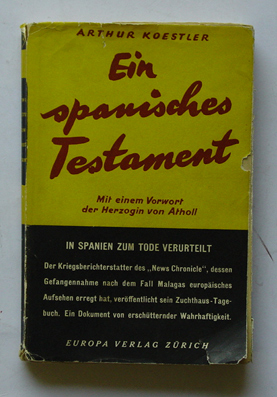 ARTHUR KOESTLER
Ein
spanisches
Testament
Mit einem Vorwort
der Herzogin von Atholl
IN SPANIEN ZUM TODE VERURTEILT
Der Kriegsberichterstatter des „News Chronicle", dessen
Gefangennahme nach dem Fall Malagas europäisches
Aufsehen erregt hat, veröffentlicht sein Zuchthaus-Tage-
buch. Ein Dokument von erschütternder Wahrhaftigkeit.
EUROPA VERLAG ZÜRICH